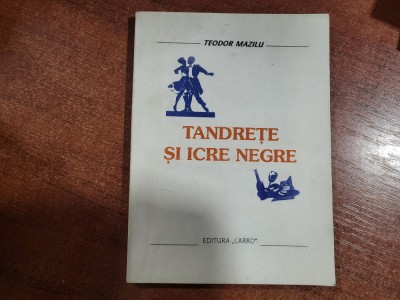 TEODOR MAZILU
TANDREȚE
ȘI ICRE NEGRE
EDITURA „CARRO"